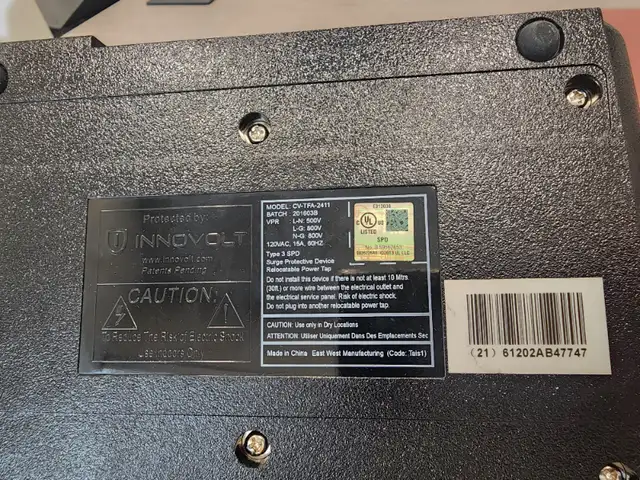 Protected by:
INNOVOLT
www.innovolt.com
Patents Pending
CAUTION:
To Reduce The Risk of Electric Shock
Use Indoors Only
MODEL: CV-TFA-2411
BATCH : 201603B
VPR : L-N: 500V
L-G: 800V
N-G: 800V
120VAC, 15A, 60HZ
Type 3 SPD
Surge Protective Device
Relocatable Power Tap
UL
LISTED
SPD
Do not install this device if there is not at least 10 Mtrs.
(30ft.) or more wire between the electrical outlet and
the electrical service panel. Risk of electric shock.
Do not plug into another relocatable power tap.
CAUTION: Use only in Dry Locations
ATTENTION: Utiliser Uniquement Dans Des Emplacements Sec
Made in China East West Manufacturing (Code: Tais1)
(21) 61202AB47747